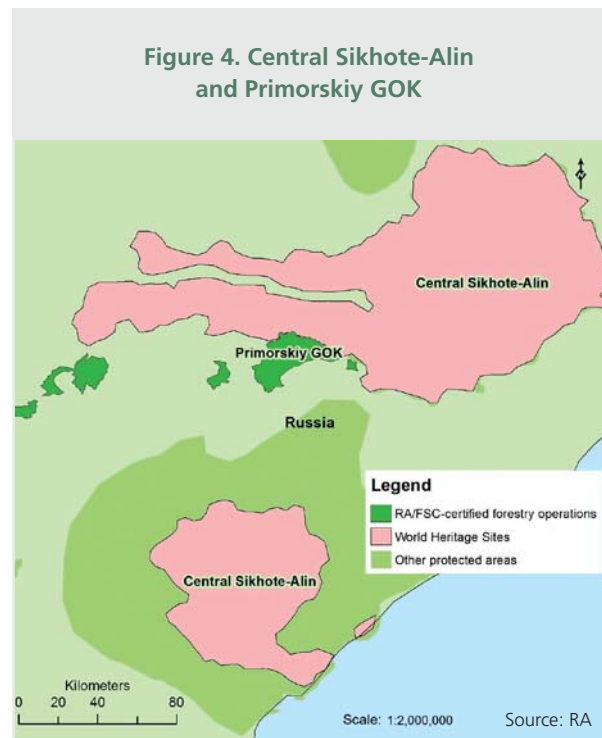 Figure 4. Central Sikhote-Alin
and Primorskiy GOK
Central Sikhote-Alin
Primorskiy GOK
Russia
Legend
RA/FSC-certified forestry operations
World Heritage Sites
Other protected areas
Central Sikhote-Alin
Kilometers
0 20 40 80
Scale: 1:2,000,000
Source: RA